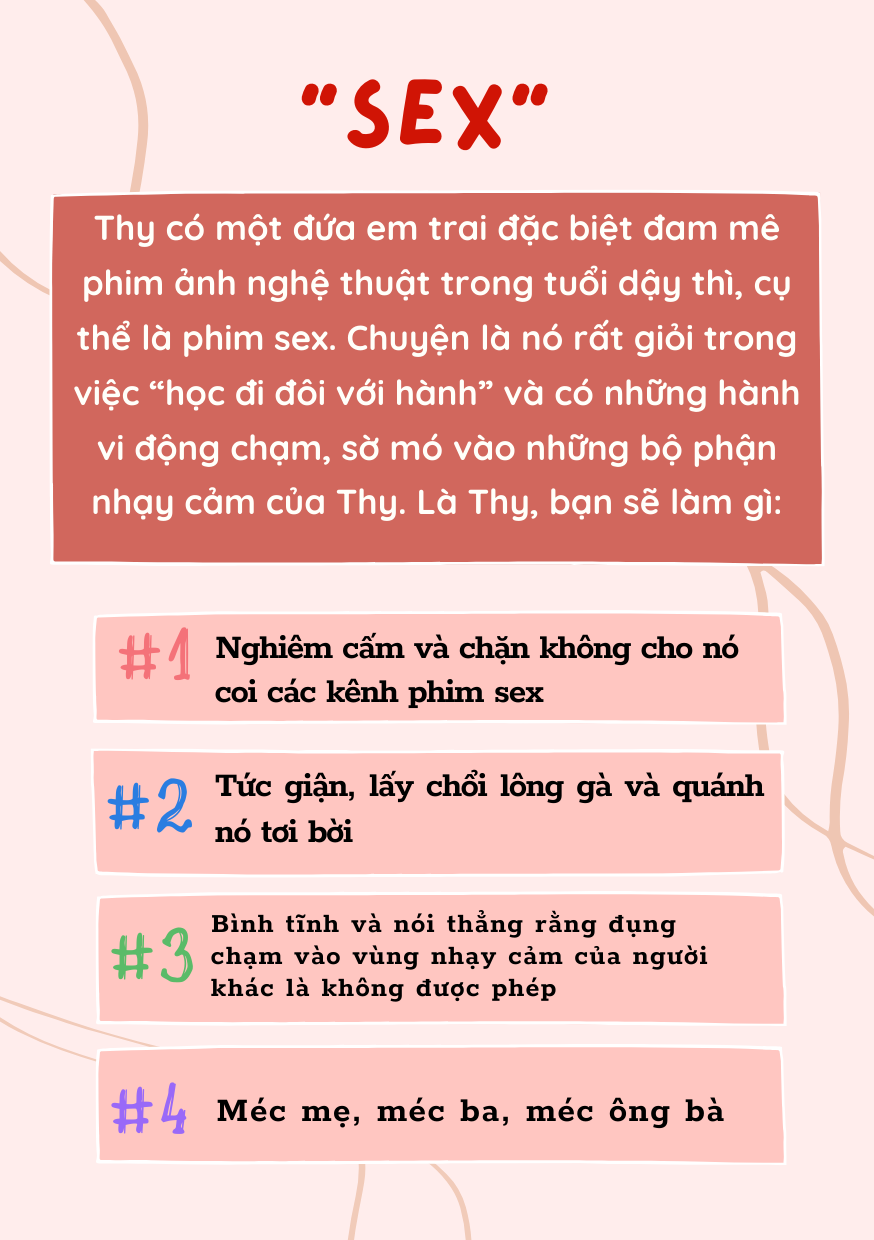 "SEX"
Thy có một đứa em trai đặc biệt đam mê
phim ảnh nghệ thuật trong tuổi dậy thì, cụ
thể là phim sex. Chuyện là nó rất giỏi trong
việc “học đi đôi với hành” và có những hành
vi động chạm, sờ mó vào những bộ phận
nhạy cảm của Thy. Là Thy, bạn sẽ làm gì:
#1 Nghiêm cấm và chặn không cho nó
coi các kênh phim sex
#2 Tức giận, lấy chổi lông gà và quánh
nó tơi bời
#3 Bình tĩnh và nói thẳng rằng đụng
chạm vào vùng nhạy cảm của người
khác là không được phép
#4 Méc mẹ, méc ba, méc ông bà